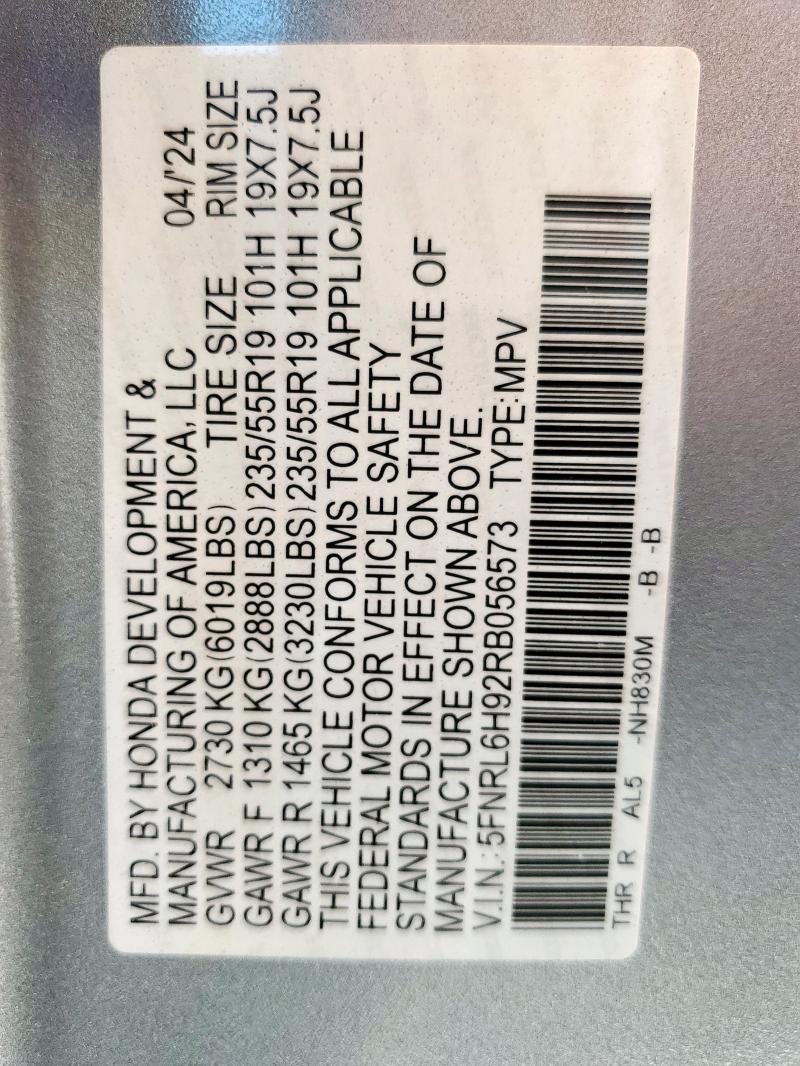 MFD. BY HONDA DEVELOPMENT &
MANUFACTURING OF AMERICA, LLC 04/'24
GVWR 2730 KG(6019LBS) TIRE SIZE RIM SIZE
GAWR F 1310 KG(2888LBS)235/55R19 101H 19X7.5J
GAWR R 1465 KG(3230LBS)235/55R19 101H 19X7.5J
THIS VEHICLE CONFORMS TO ALL APPLICABLE
FEDERAL MOTOR VEHICLE SAFETY
STANDARDS IN EFFECT ON THE DATE OF
MANUFACTURE SHOWN ABOVE.
V.I.N.:5FNRL6H92RB056573 TYPE:MPV
THR R AL5 -NH830M -B -B